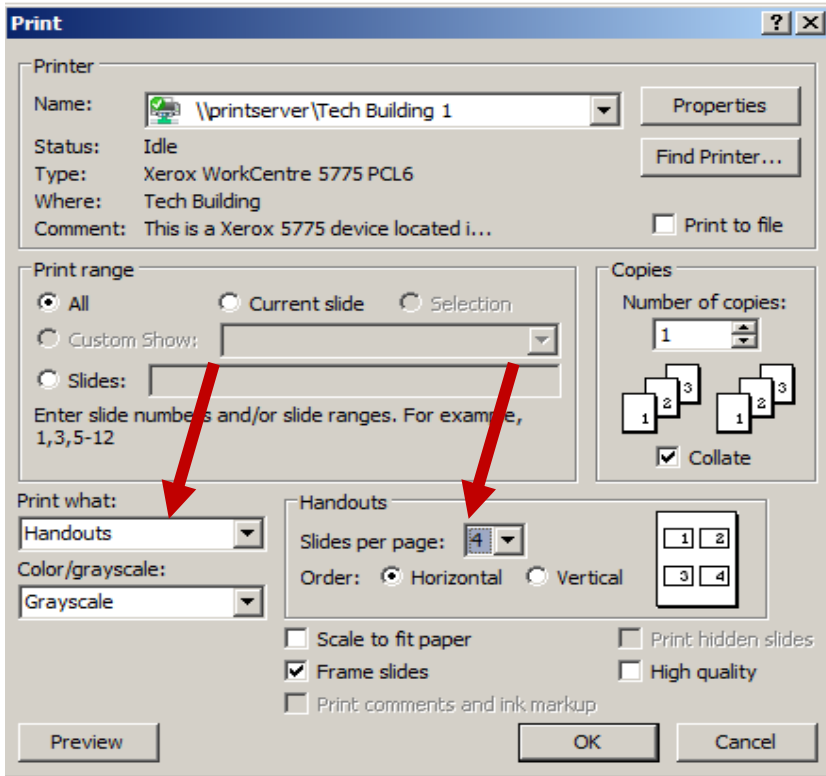 Print
Printer
Name: \\printserver\Tech Building 1 Properties
Status: Idle Find Printer...
Type: Xerox WorkCentre 5775 PCL6
Where: Tech Building
Comment: This is a Xerox 5775 device located i... Print to file
Print range
All Current slide Selection
Custom Show:
Slides:
Enter slide numbers and/or slide ranges. For example,
1,3,5-12
Copies
Number of copies:
1
1 2 3 1 2 3
Collate
Print what:
Handouts
Color/grayscale:
Grayscale
Handouts
Slides per page: 4
Order: Horizontal Vertical
1 2
3 4
Scale to fit paper Print hidden slides
Frame slides High quality
Print comments and ink markup
Preview OK Cancel